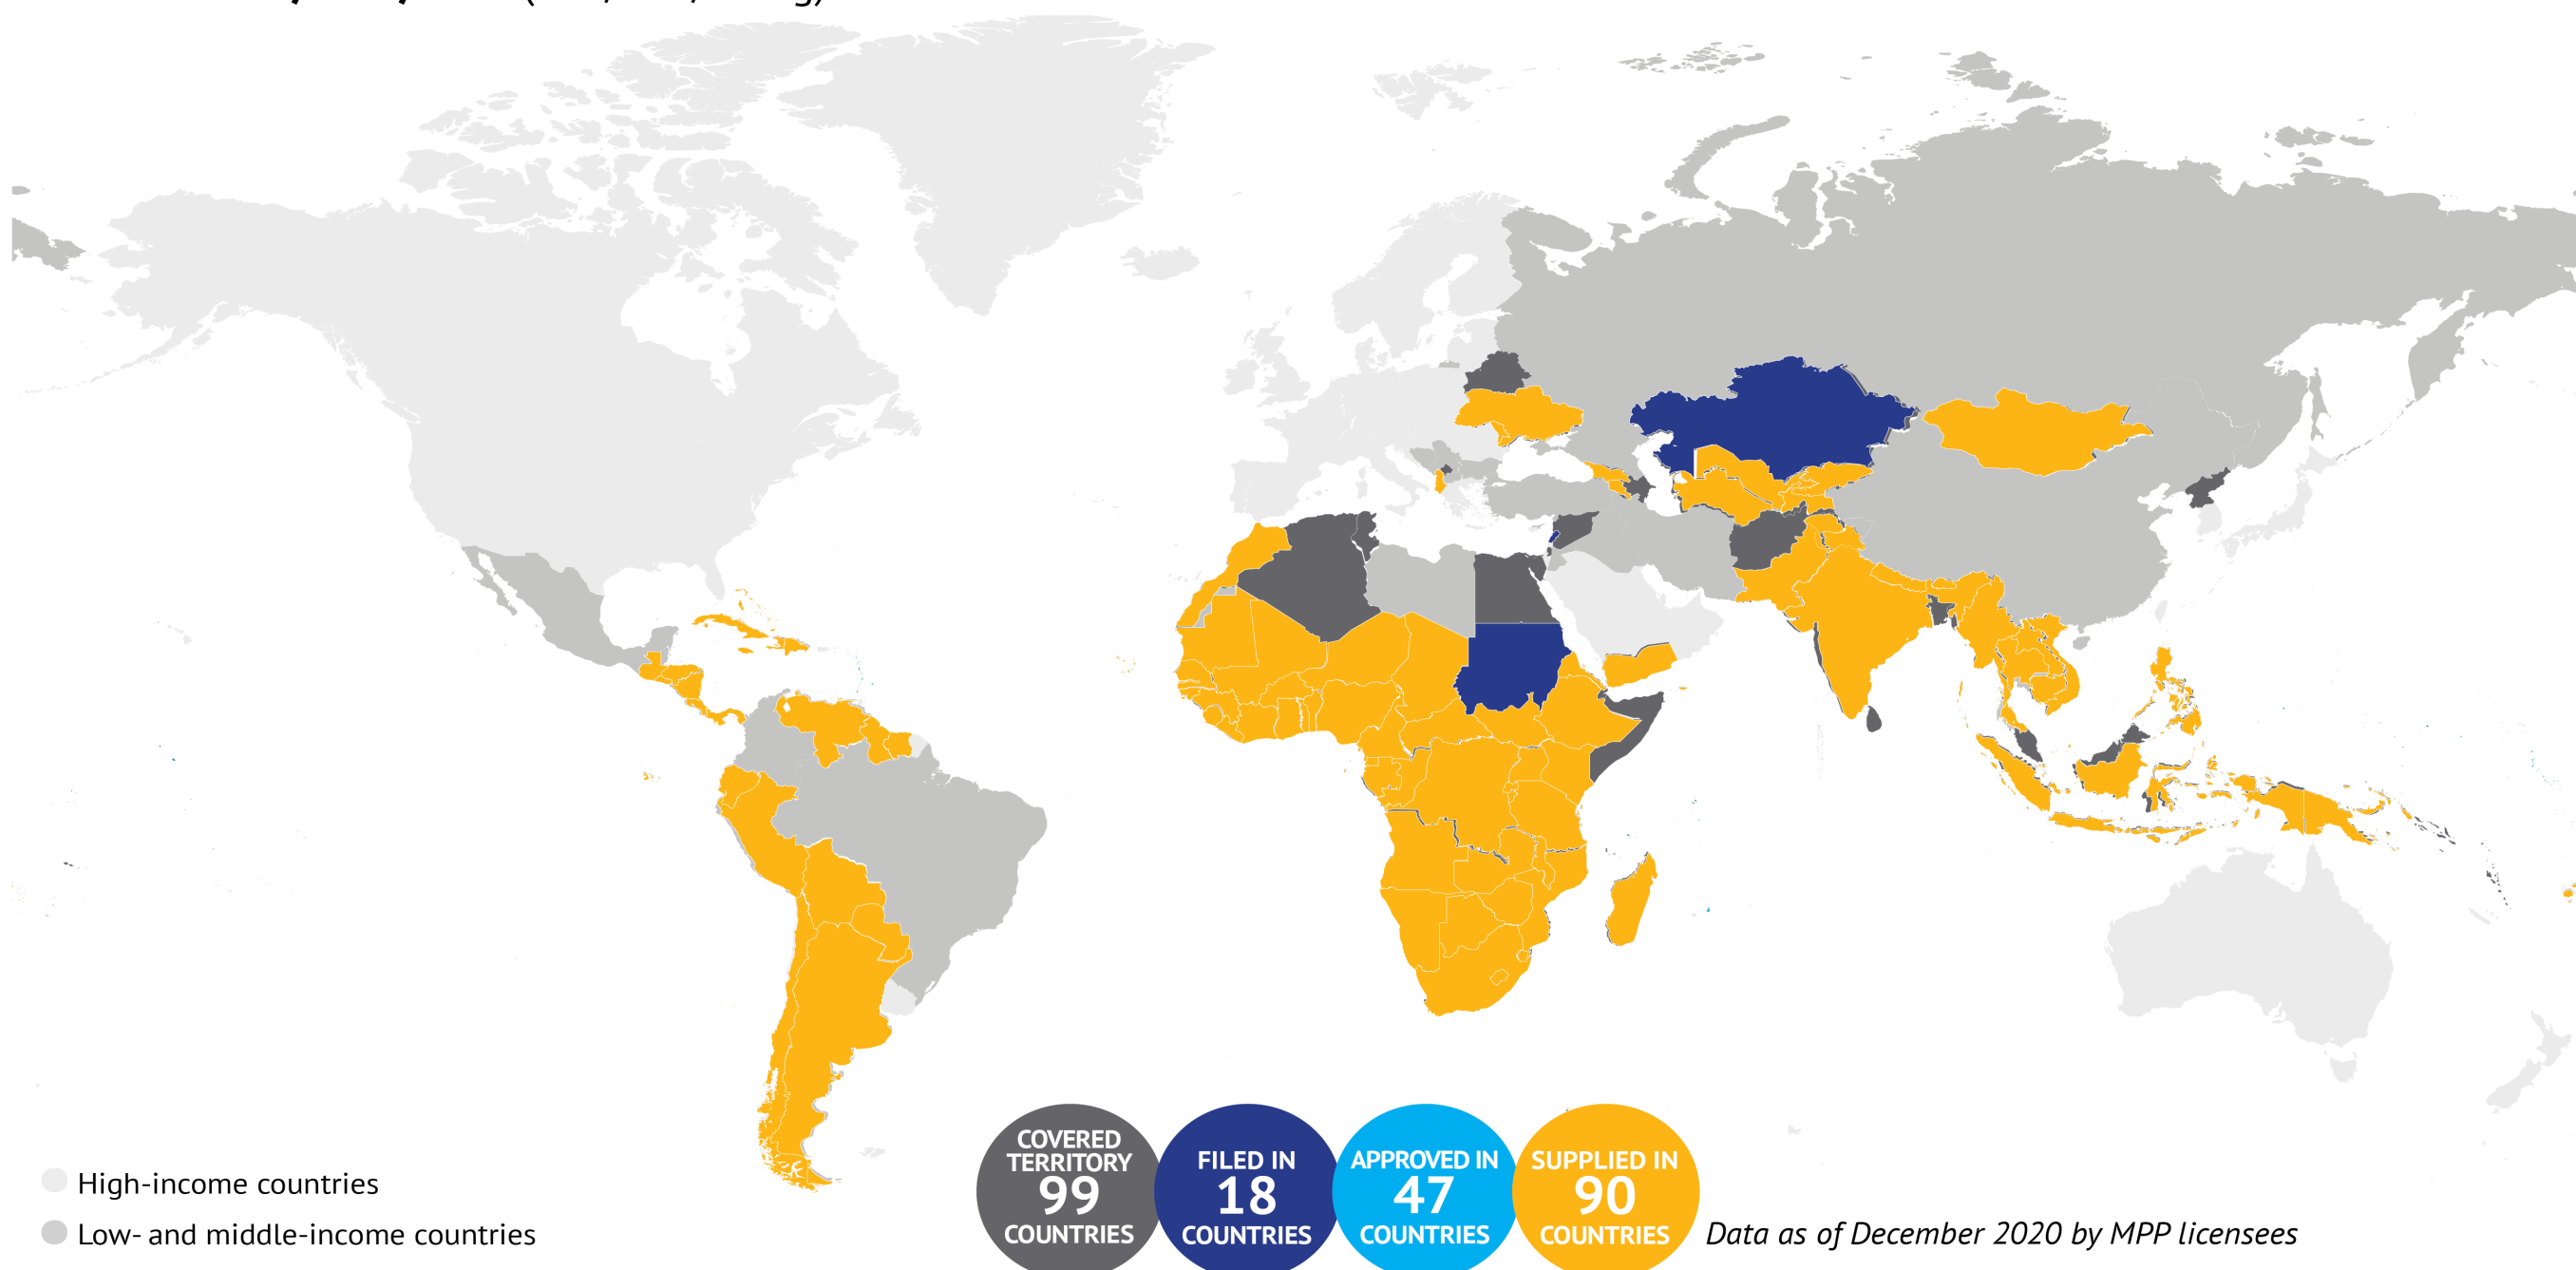 High-income countries
Low- and middle-income countries
COVERED
TERRITORY
99
COUNTRIES
FILED IN
18
COUNTRIES
APPROVED IN
47
COUNTRIES
SUPPLIED IN
90
COUNTRIES
Data as of December 2020 by MPP licensees